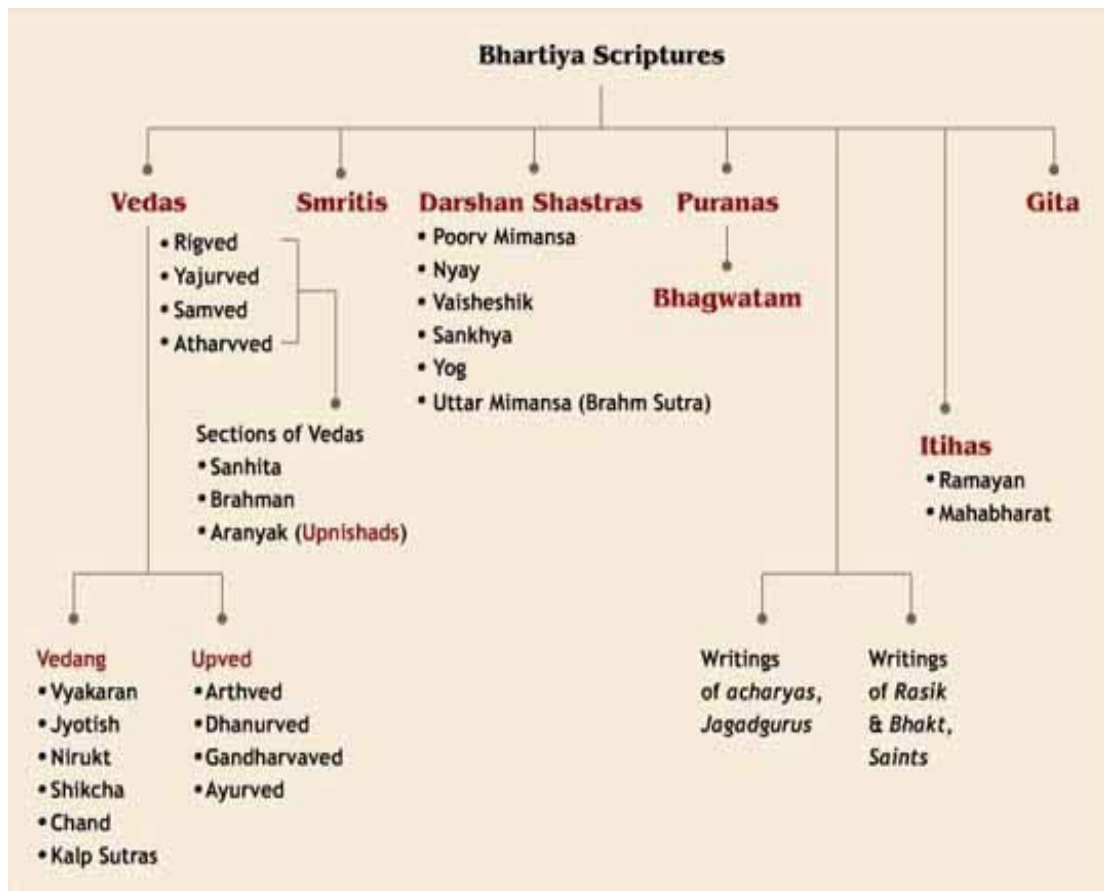 Bhartiya Scriptures
Vedas
• Rigved
• Yajurved
• Samved
• Atharvved
Sections of Vedas
• Sanhita
• Brahman
• Aranyak (Upnishads)
Vedang
• Vyakaran
• Jyotish
• Nirukt
• Shikcha
• Chand
• Kalp Sutras
Upved
• Arthved
• Dhanurved
• Gandharvaved
• Ayurved
Smritis
Darshan Shastras
• Poorv Mimansa
• Nyay
• Vaisheshik
• Sankhya
• Yog
• Uttar Mimansa (Brahm Sutra)
Puranas
Bhagwatam
Writings
of acharyas,
Jagadgurus
Writings
of Rasik
& Bhakt,
Saints
Itihas
• Ramayan
• Mahabharat
Gita